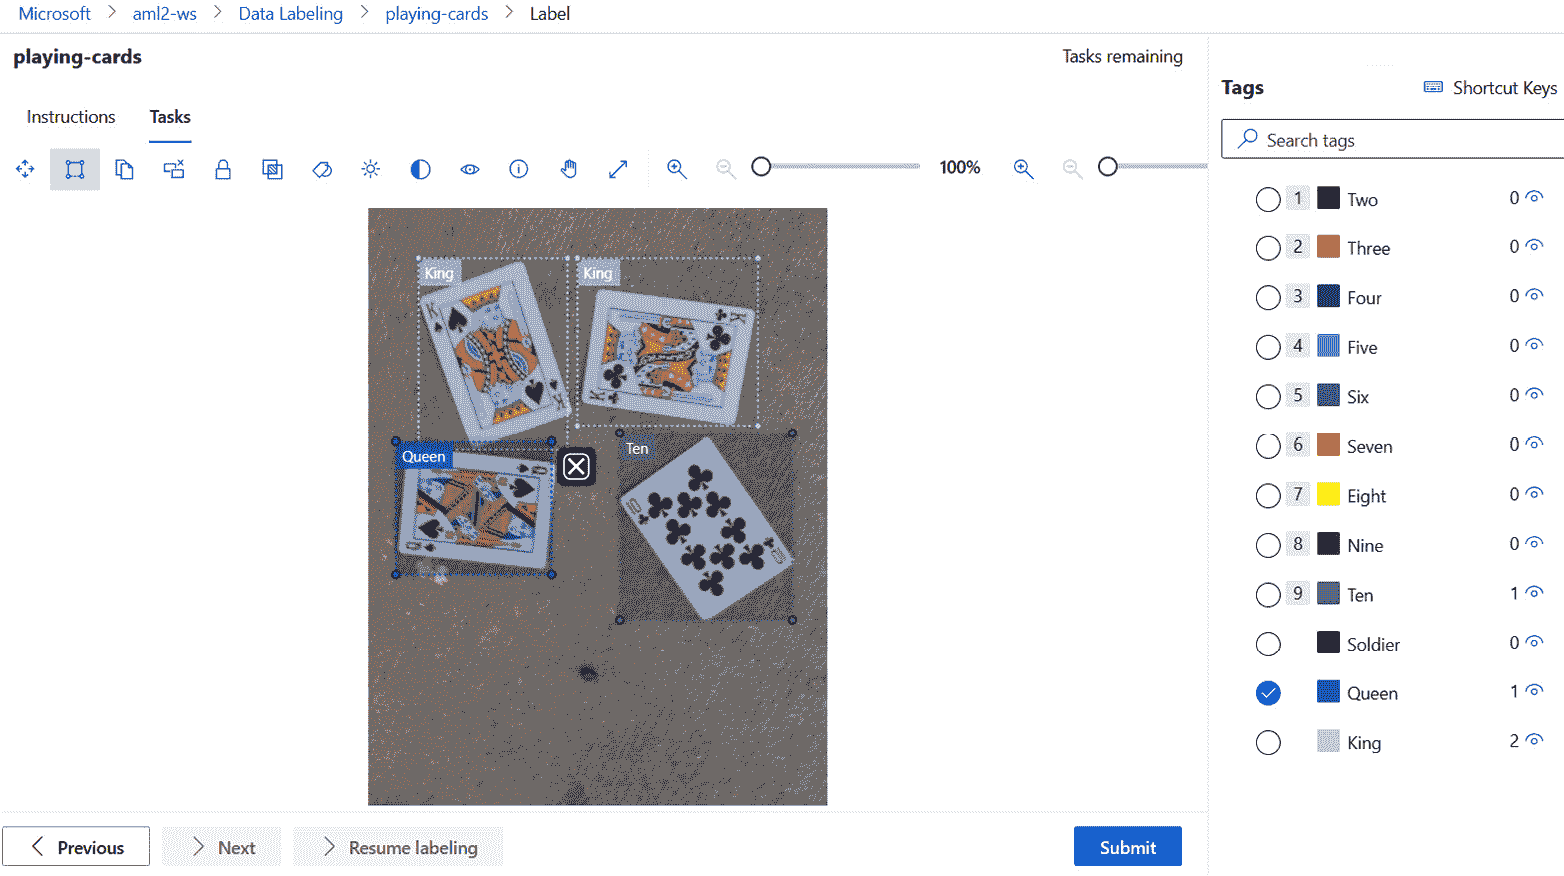 Microsoft > aml2-ws > Data Labeling > playing-cards > Label
playing-cards
Tasks remaining
Instructions Tasks
100%
King King
K K
K K
Queen Ten
Q 10
Q 10
Previous Next Resume labeling Submit
Tags Shortcut Keys
Search tags
1 Two 0
2 Three 0
3 Four 0
4 Five 0
5 Six 0
6 Seven 0
7 Eight 0
8 Nine 0
9 Ten 1
Soldier 0
Queen 1
King 2